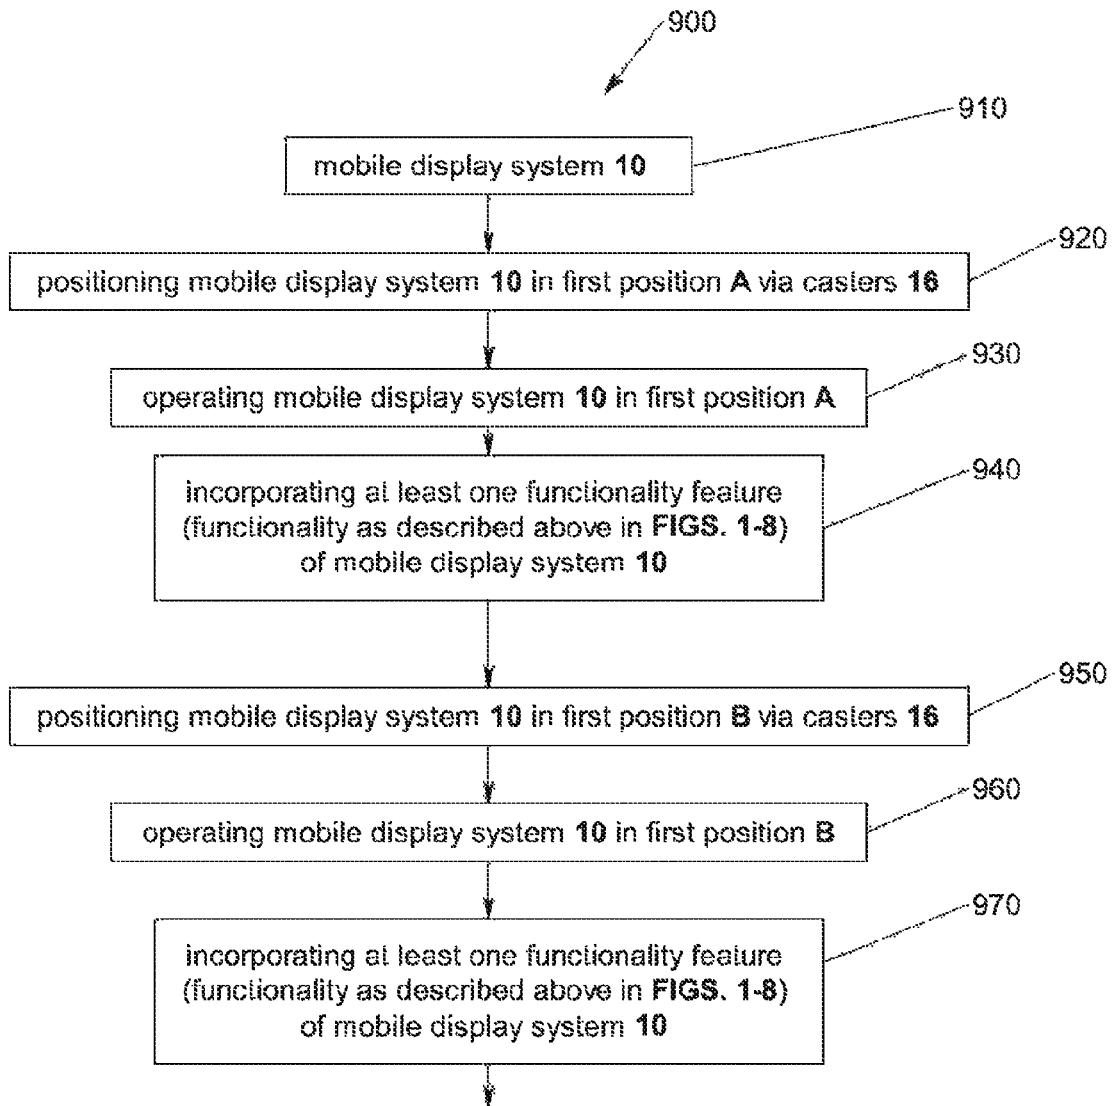 900
910
mobile display system 10
920
positioning mobile display system 10 in first position A via casters 16
930
operating mobile display system 10 in first position A
940
incorporating at least one functionality feature
(functionality as described above in FIGS. 1-8)
of mobile display system 10
950
positioning mobile display system 10 in first position B via casters 16
960
operating mobile display system 10 in first position B
970
incorporating at least one functionality feature
(functionality as described above in FIGS. 1-8)
of mobile display system 10